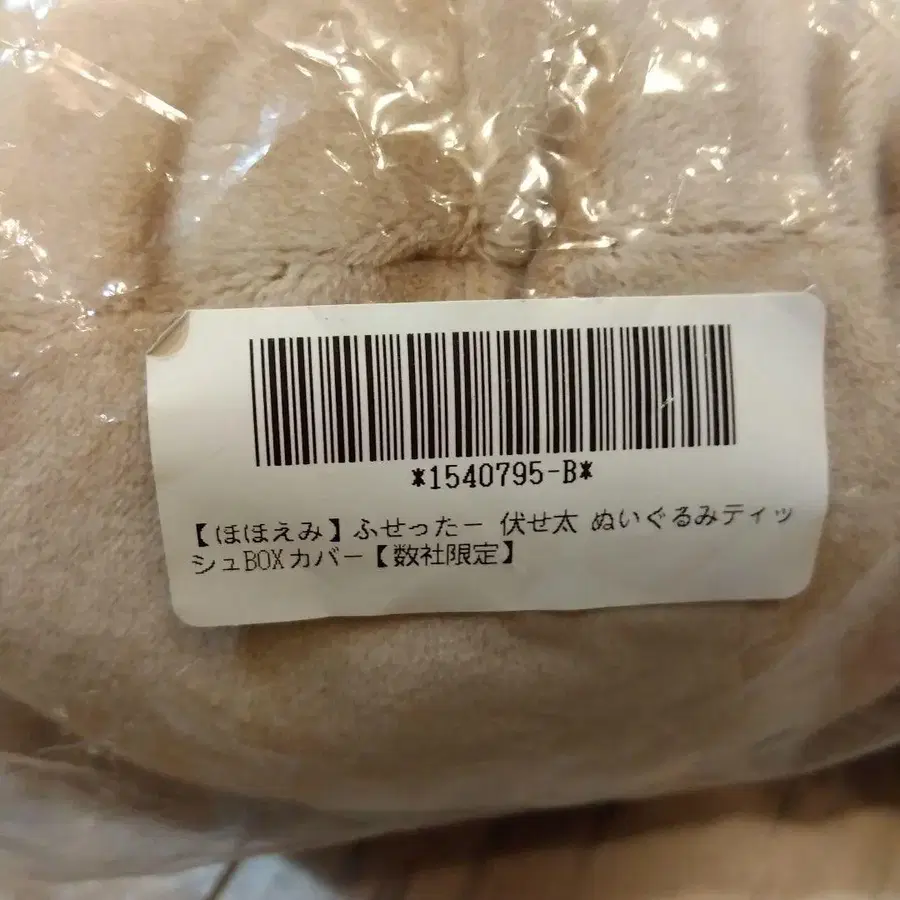 *1540795-B*
【ほほえみ】ふせったー 伏せ太 ぬいぐるみティッ
シュBOXカバー【数社限定】